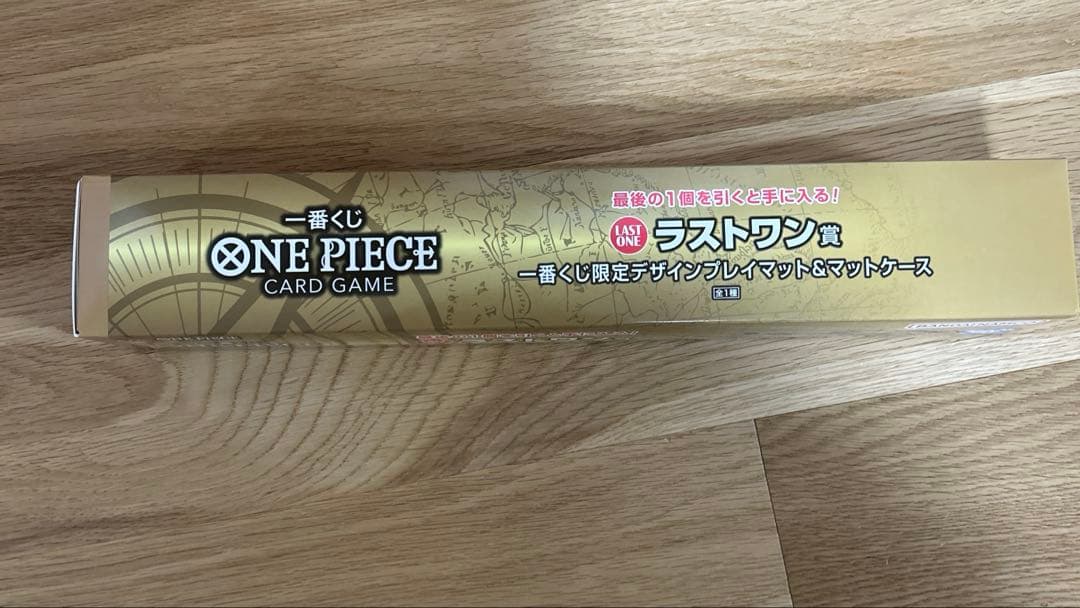 一番くじ
ONE PIECE
CARD GAME
最後の1個を引くと手に入る!
LAST
ONE
ラストワン賞
一番くじ限定デザインプレイマット&マットケース
全1種